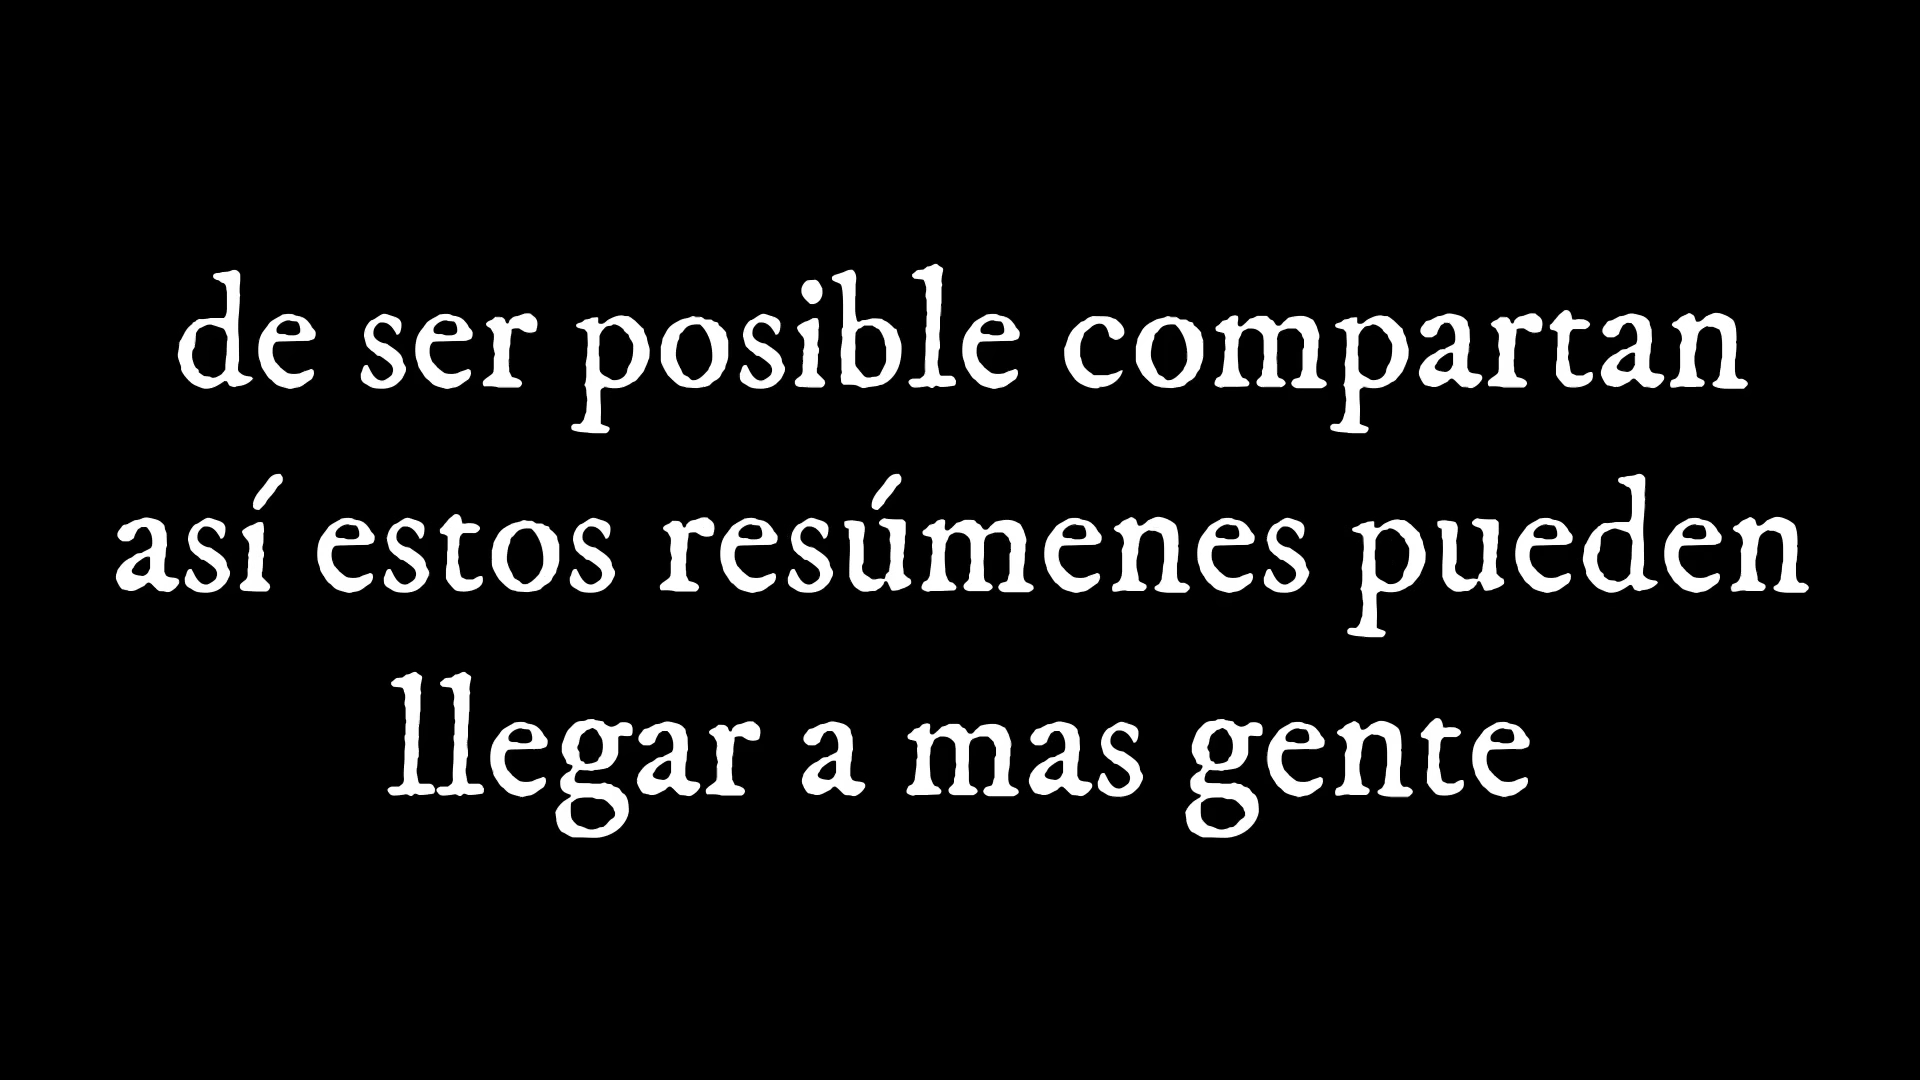 de ser posible compartan
así estos resúmenes pueden
llegar a mas gente